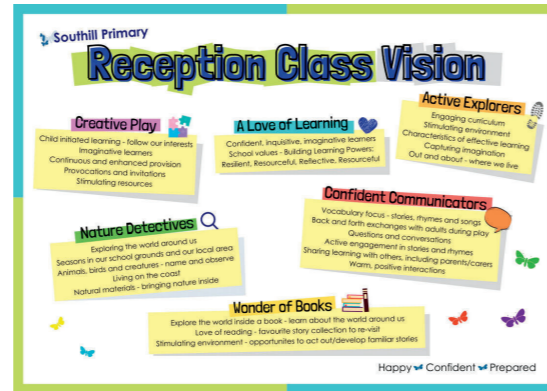 Southill Primary
Reception Class Vision
Creative Play
Child initiated learning - follow our interests
Imaginative learners
Continuous and enhanced provision
Provocations and invitations
Stimulating resources
A Love of Learning
Confident, inquisitive, imaginative learners
School values - Building Learning Powers:
Resilient, Resourceful, Reflective, Resourceful
Active Explorers
Engaging curriculum
Stimulating environment
Characteristics of effective learning
Capturing imagination
Out and about - where we live
Nature Detectives
Exploring the world around us
Seasons in our school grounds and our local area
Animals, birds and creatures - name and observe
Living on the coast
Natural materials - bringing nature inside
Confident Communicators
Vocabulary focus - stories, rhymes and songs
Back and forth exchanges with adults during play
Questions and conversations
Active engagement in stories and rhymes
Sharing learning with others, including parents/carers
Warm, positive interactions
Wonder of Books
Explore the world inside a book - learn about the world around us
Love of reading - favourite story collection to re-visit
Stimulating environment - opportunites to act out/develop familiar stories
Happy Confident Prepared